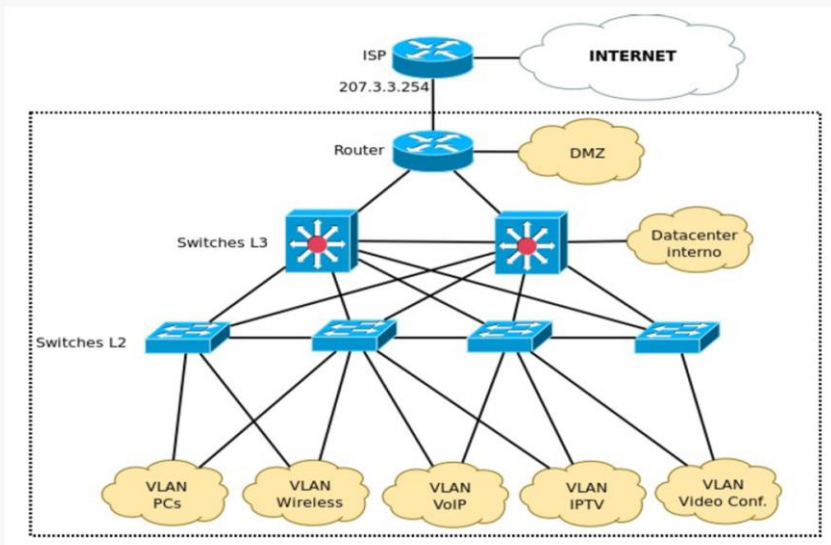 ISP
INTERNET
207.3.3.254
Router
DMZ
Switches L3
Datacenter
interno
Switches L2
VLAN
PCs
VLAN
Wireless
VLAN
VoIP
VLAN
IPTV
VLAN
Video Conf.